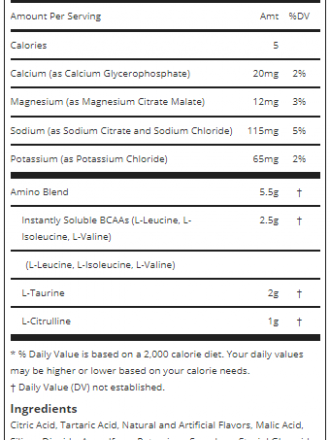 Amount Per Serving Amt %DV
Calories 5
Calcium (as Calcium Glycerophosphate) 20mg 2%
Magnesium (as Magnesium Citrate Malate) 12mg 3%
Sodium (as Sodium Citrate and Sodium Chloride) 115mg 5%
Potassium (as Potassium Chloride) 65mg 2%
Amino Blend 5.5g †
Instantly Soluble BCAAs (L-Leucine, L- 2.5g †
Isoleucine, L-Valine)
(L-Leucine, L-Isoleucine, L-Valine)
L-Taurine 2g †
L-Citrulline 1g †
* % Daily Value is based on a 2,000 calorie diet. Your daily values
may be higher or lower based on your calorie needs.
† Daily Value (DV) not established.
Ingredients
Citric Acid, Tartaric Acid, Natural and Artificial Flavors, Malic Acid,